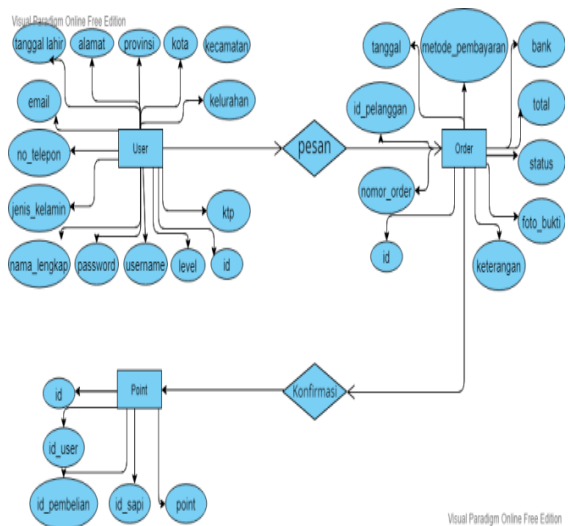 Visual Paradigm Online Free Edition
tanggal lahir
alamat
provinsi
kota
kecamatan
email
kelurahan
no_telepon
User
jenis_kelamin
ktp
nama_lengkap
password
username
level
id
pesan
tanggal
metode_pembayaran
bank
id_pelanggan
total
Order
status
nomor_order
foto_bukti
id
keterangan
Konfirmasi
Point
id
id_user
id_pembelian
id_sapi
point
Visual Paradigm Online Free Edition